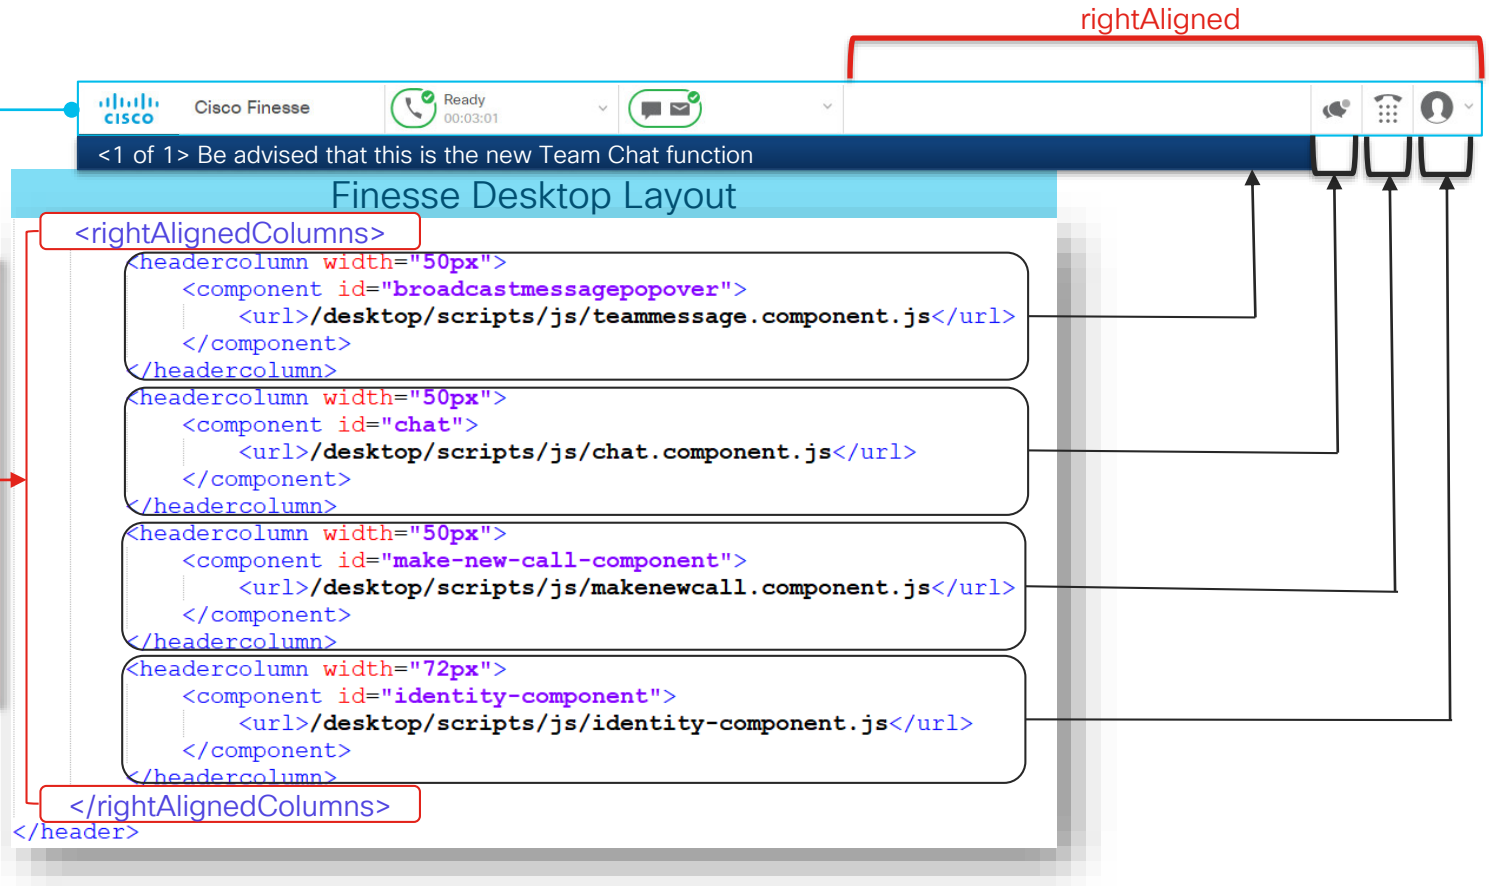 rightAligned
CISCO
Cisco Finesse
Ready
00:03:01
<1 of 1> Be advised that this is the new Team Chat function
Finesse Desktop Layout
<rightAlignedColumns>
<headercolumn width="50px">
<component id="broadcastmessagepopover">
<url>/desktop/scripts/js/teammessage.component.js</url>
</component>
</headercolumn>
<headercolumn width="50px">
<component id="chat">
<url>/desktop/scripts/js/chat.component.js</url>
</component>
</headercolumn>
<headercolumn width="50px">
<component id="make-new-call-component">
<url>/desktop/scripts/js/makenewcall.component.js</url>
</component>
</headercolumn>
<headercolumn width="72px">
<component id="identity-component">
<url>/desktop/scripts/js/identity-component.js</url>
</component>
</headercolumn>
</rightAlignedColumns>
</header>